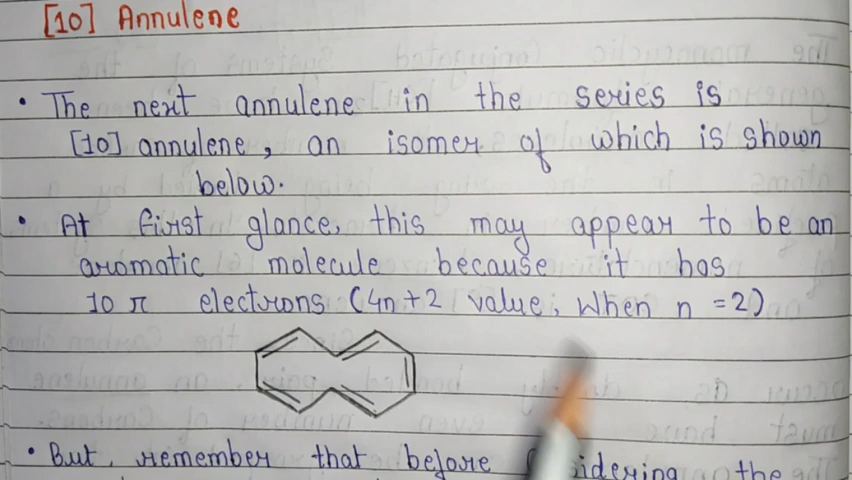 [10] Annulene
• The next annulene in the series is
[10] annulene, an isomer of which is shown
below.
• At first glance, this may appear to be an
aromatic molecule because it has
10 π electrons (4n+2 value, when n =2)
• But, remember that before the